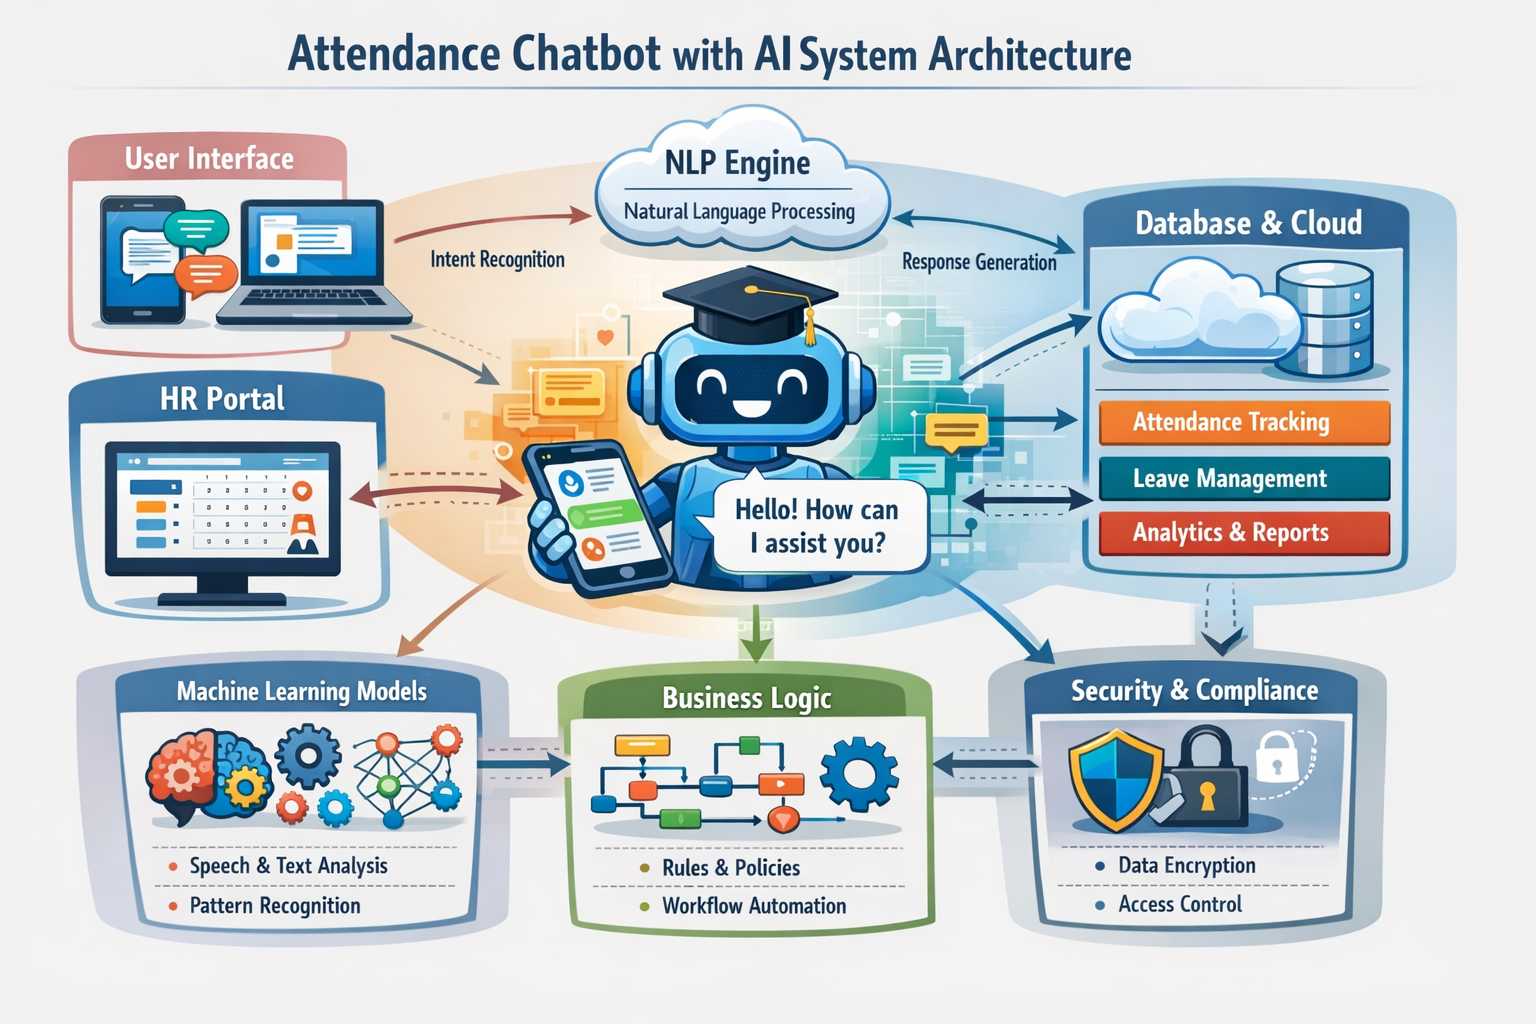 Attendance Chatbot with AI System Architecture
User Interface
NLP Engine
Natural Language Processing
Intent Recognition
Response Generation
Database & Cloud
Attendance Tracking
Leave Management
Analytics & Reports
HR Portal
Hello! How can
I assist you?
Machine Learning Models
Speech & Text Analysis
Pattern Recognition
Business Logic
Rules & Policies
Workflow Automation
Security & Compliance
Data Encryption
Access Control